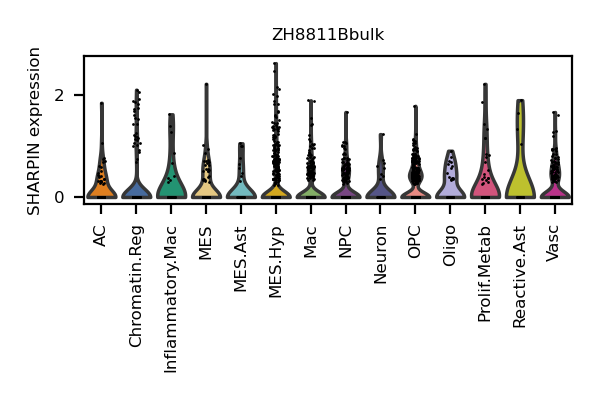 ZH8811Bbulk
SHARPIN expression
2
0
AC
Chromatin.Reg
Inflammatory.Mac
MES
MES.Ast
MES.Hyp
Mac
NPC
Neuron
OPC
Oligo
Prolif.Metab
Reactive.Ast
Vasc